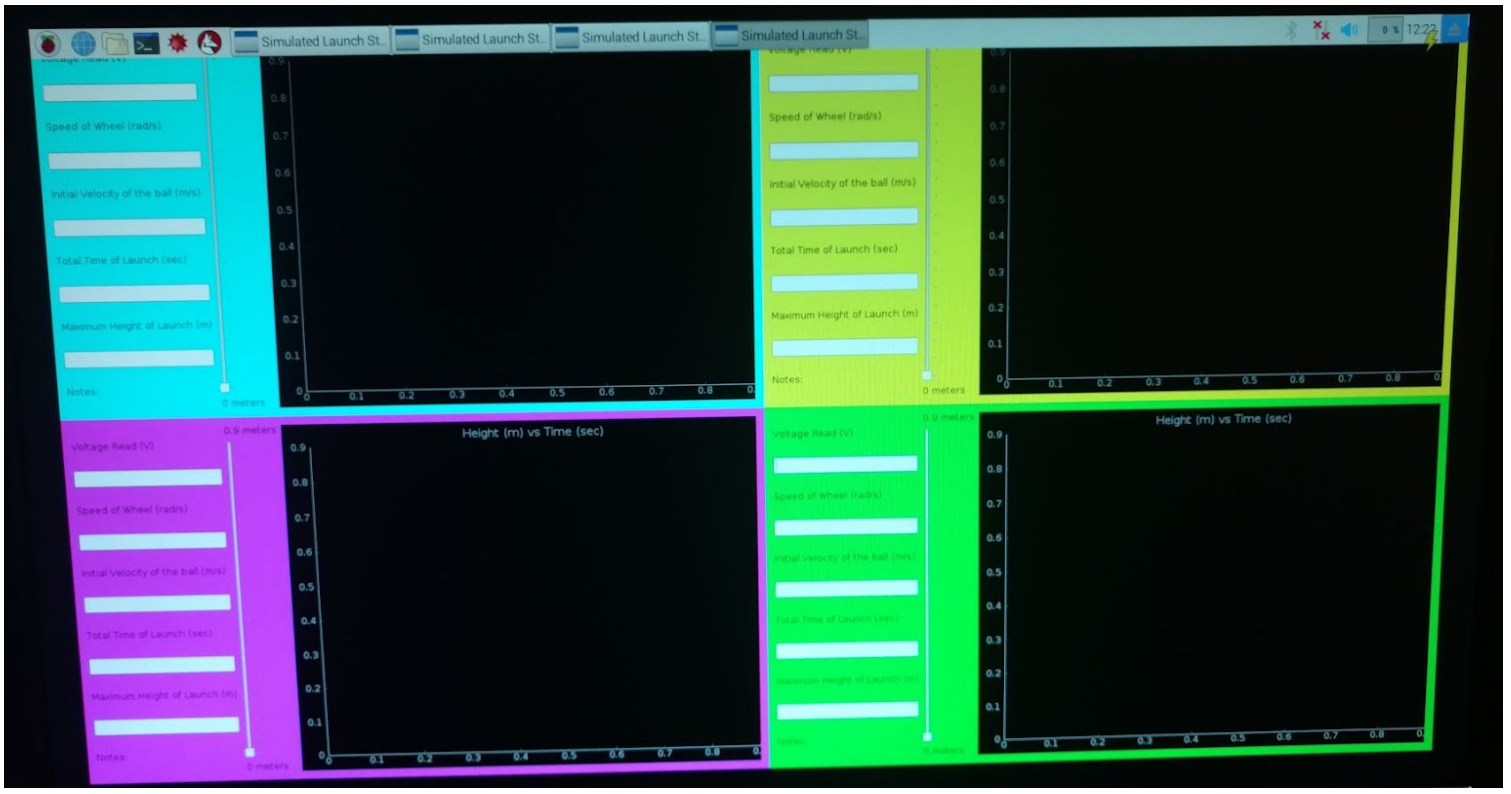 Simulated Launch St.. Simulated Launch St.. Simulated Launch St.. Simulated Launch St.. 0 % 12:22
Voltage Read (V)
Speed of Wheel (rad/s)
Initial Velocity of the ball (m/s)
Total Time of Launch (sec)
Maximum Height of Launch (m)
Notes:
0 meters
0.9
0.8
0.7
0.6
0.5
0.4
0.3
0.2
0.1
0
0 0.1 0.2 0.3 0.4 0.5 0.6 0.7 0.8 0.
Voltage Read (V)
Speed of Wheel (rad/s)
Initial Velocity of the ball (m/s)
Total Time of Launch (sec)
Maximum Height of Launch (m)
Notes:
0 meters
0.9
0.8
0.7
0.6
0.5
0.4
0.3
0.2
0.1
0
0 0.1 0.2 0.3 0.4 0.5 0.6 0.7 0.8 0.
Voltage Read (V)
Speed of Wheel (rad/s)
Initial Velocity of the ball (m/s)
Total Time of Launch (sec)
Maximum Height of Launch (m)
Notes:
0.9 meters
0 meters
Height (m) vs Time (sec)
0.9
0.8
0.7
0.6
0.5
0.4
0.3
0.2
0.1
0
0 0.1 0.2 0.3 0.4 0.5 0.6 0.7 0.8 0.
Voltage Read (V)
Speed of Wheel (rad/s)
Initial Velocity of the ball (m/s)
Total Time of Launch (sec)
Maximum Height of Launch (m)
Notes:
0.9 meters
0 meters
Height (m) vs Time (sec)
0.9
0.8
0.7
0.6
0.5
0.4
0.3
0.2
0.1
0
0 0.1 0.2 0.3 0.4 0.5 0.6 0.7 0.8 0.